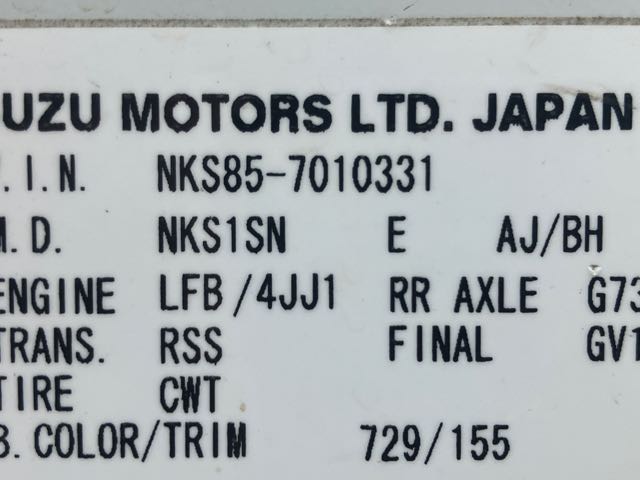 UZU MOTORS LTD. JAPAN
.I.N. NKS85-7010331
M.D. NKS1SN E AJ/BH
ENGINE LFB/4JJ1 RR AXLE G73
TRANS. RSS FINAL GV1
TIRE CWT
B.COLOR/TRIM 729/155